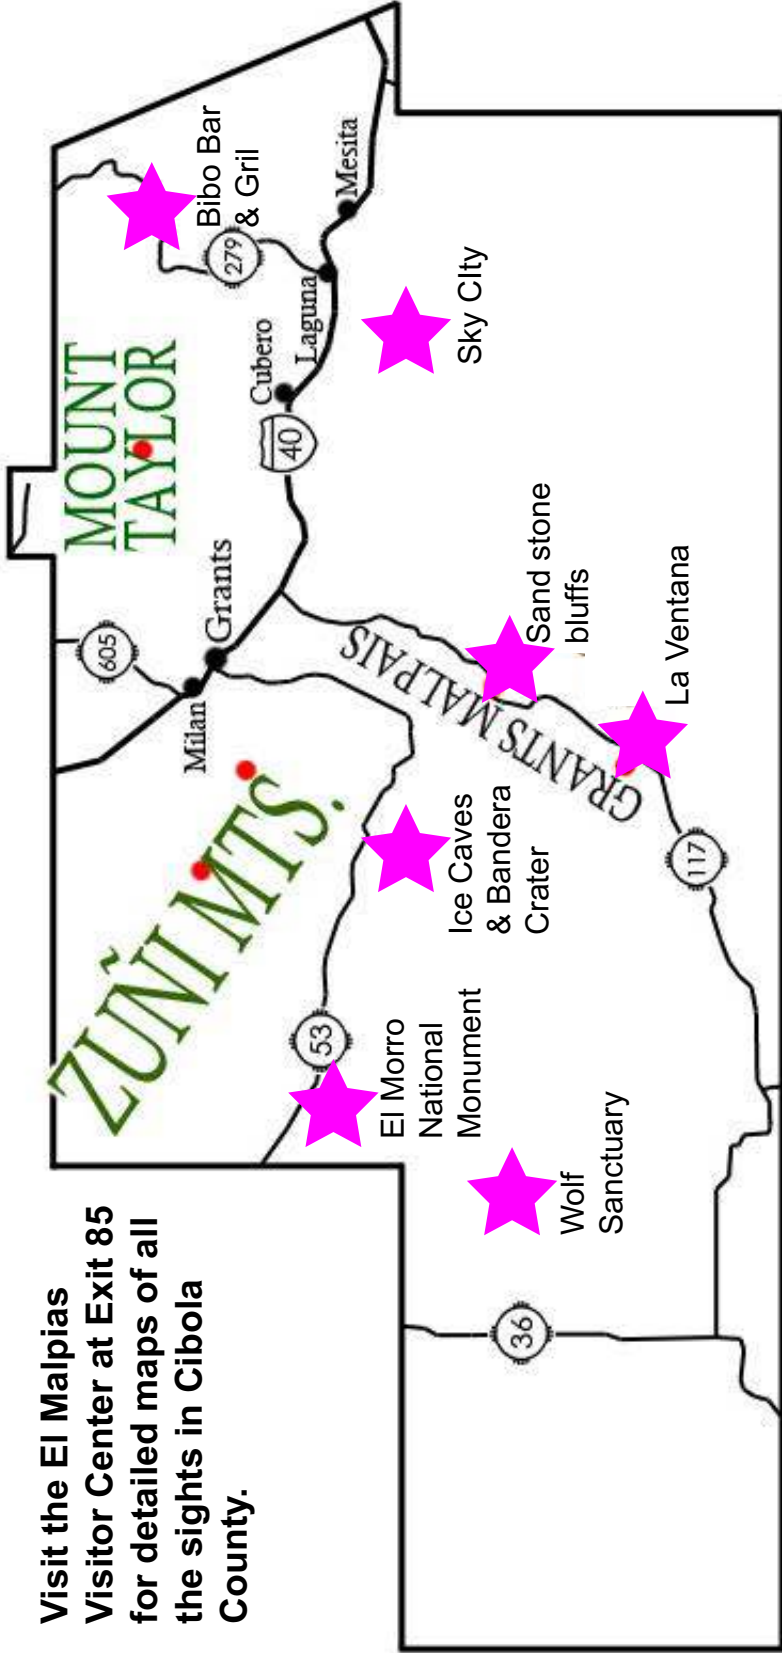 Visit the El Malpias
Visitor Center at Exit 85
for detailed maps of all
the sights in Cibola
County.
ZUÑI MTS.
MOUNT
TAYLOR
605
Milan
Grants
Cubero
40
Laguna
279
Mesita
Bibo Bar
& Gril
Sky CIty
GRANTS MALPAIS
Sand stone
bluffs
La Ventana
117
Ice Caves
& Bandera
Crater
53
El Morro
National
Monument
Wolf
Sanctuary
36